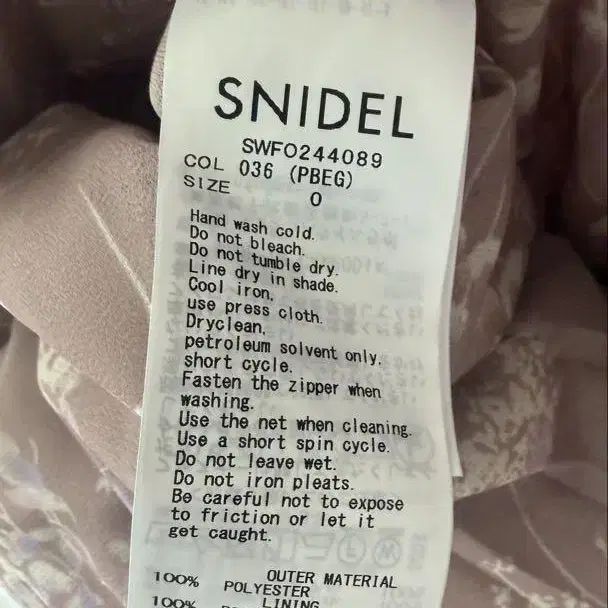 SNIDEL
SWFO244089
COL 036 (PBEG)
SIZE 0
Hand wash cold.
Do not bleach.
Do not tumble dry.
Line dry in shade.
Cool iron,
use press cloth.
Dryclean,
petroleum solvent only,
short cycle.
Fasten the zipper when
washing.
Use the net when cleaning.
Use a short spin cycle.
Do not leave wet.
Do not iron pleats.
Be careful not to expose
to friction or let it
get caught.
OUTER MATERIAL
100% POLYESTER
LINING
100%